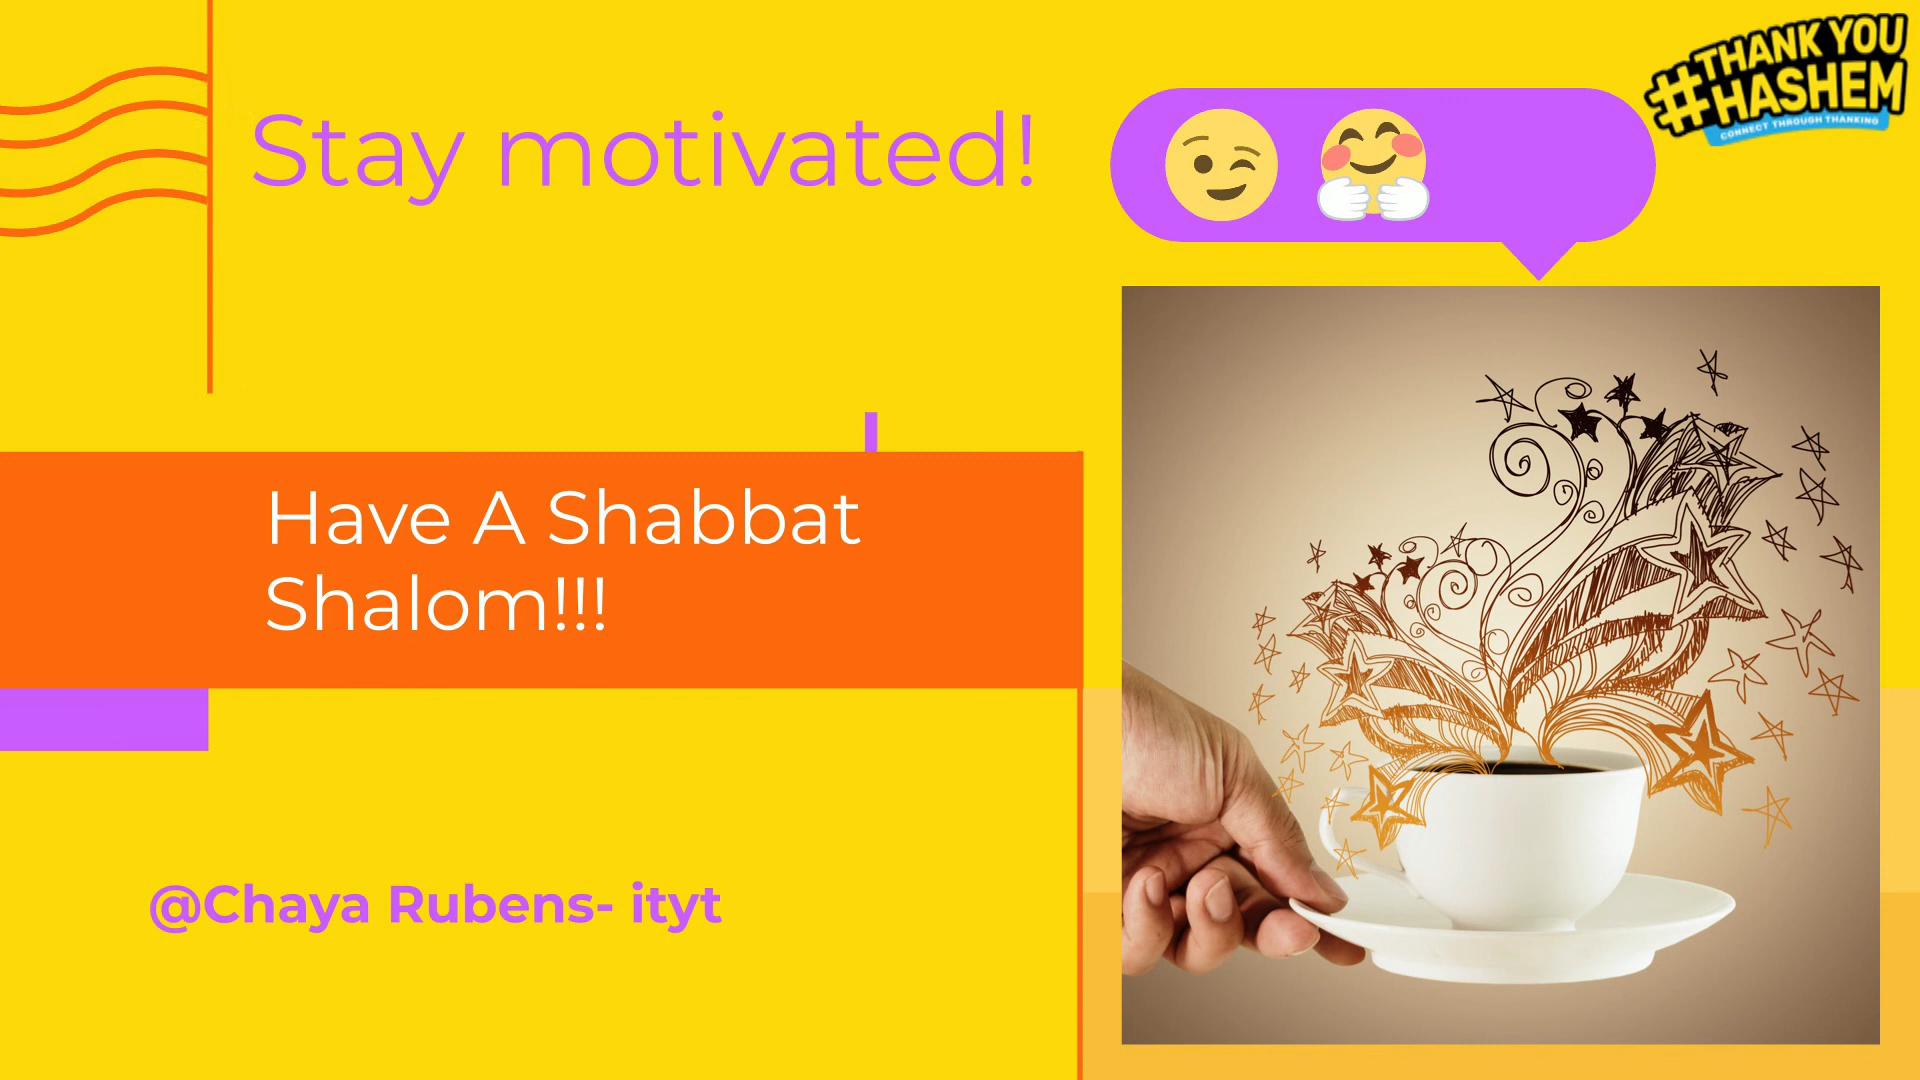 Stay motivated!
#THANK YOU
HASHEM
CONNECT THROUGH THANKING
Have A Shabbat
Shalom!!!
@Chaya Rubens- ityt